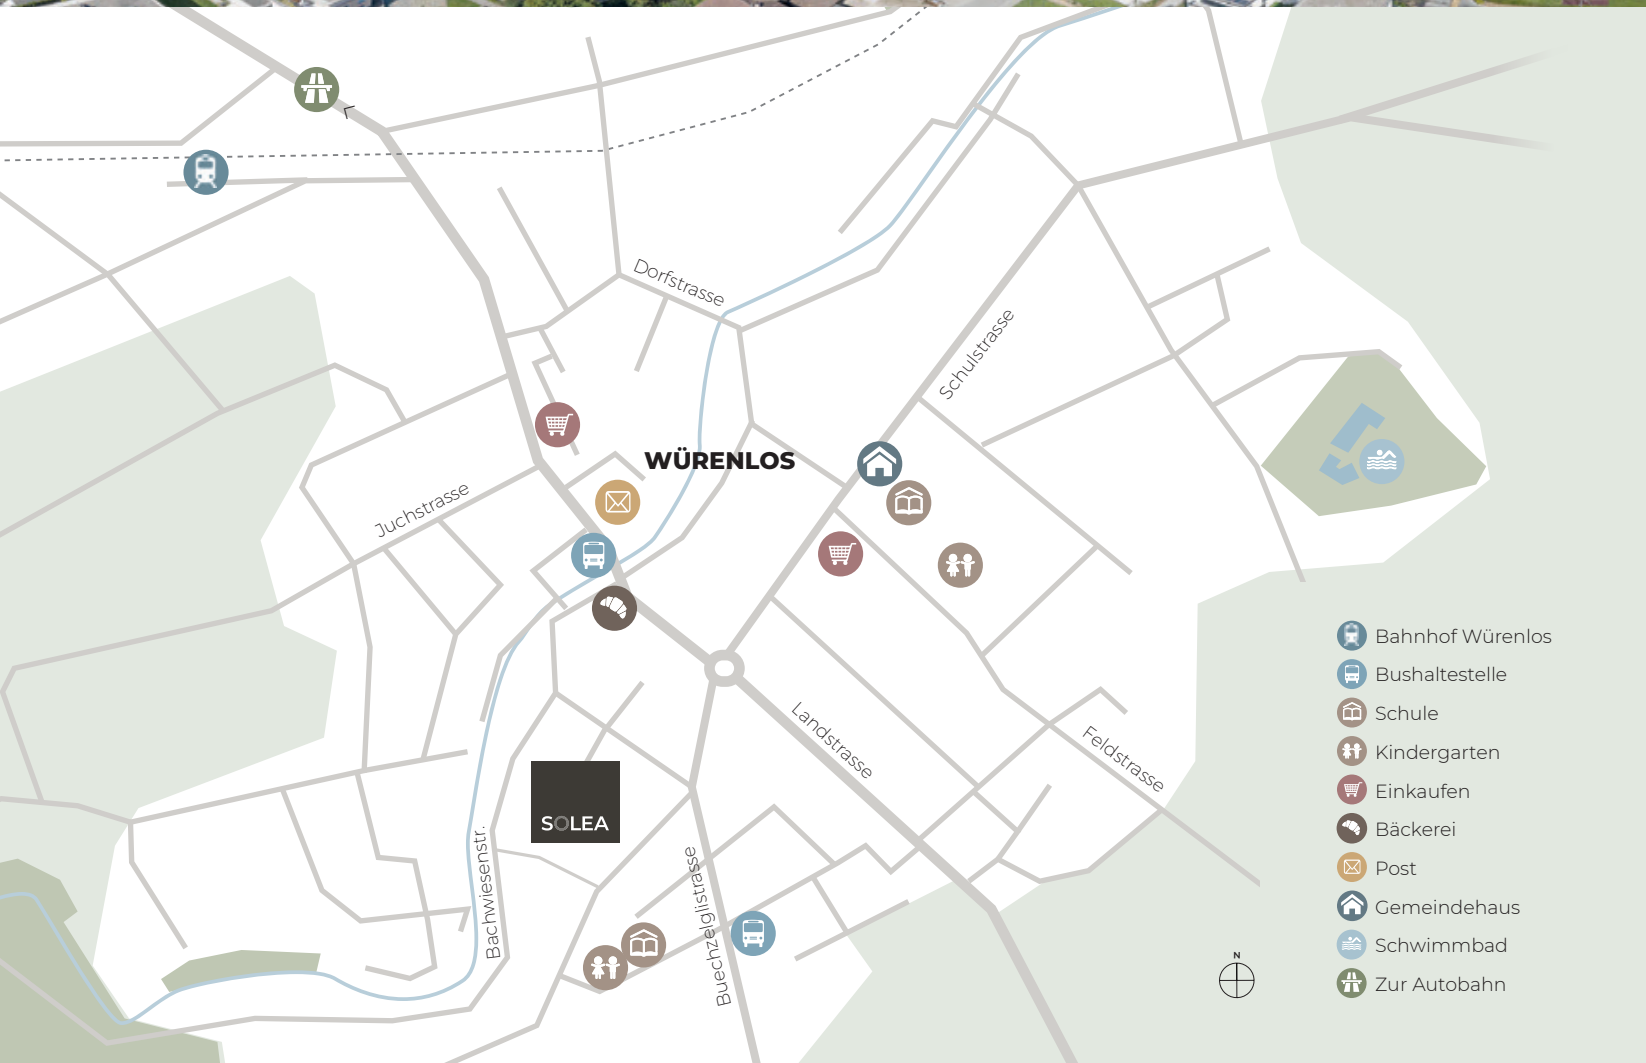 Dorfstrasse
Schulstrasse
WÜRENLOS
Juchstrasse
Landstrasse
Feldstrasse
SOLEA
Bachwiesenstr.
Buechzelglistrasse
N
Bahnhof Würenlos
Bushaltestelle
Schule
Kindergarten
Einkaufen
Bäckerei
Post
Gemeindehaus
Schwimmbad
Zur Autobahn